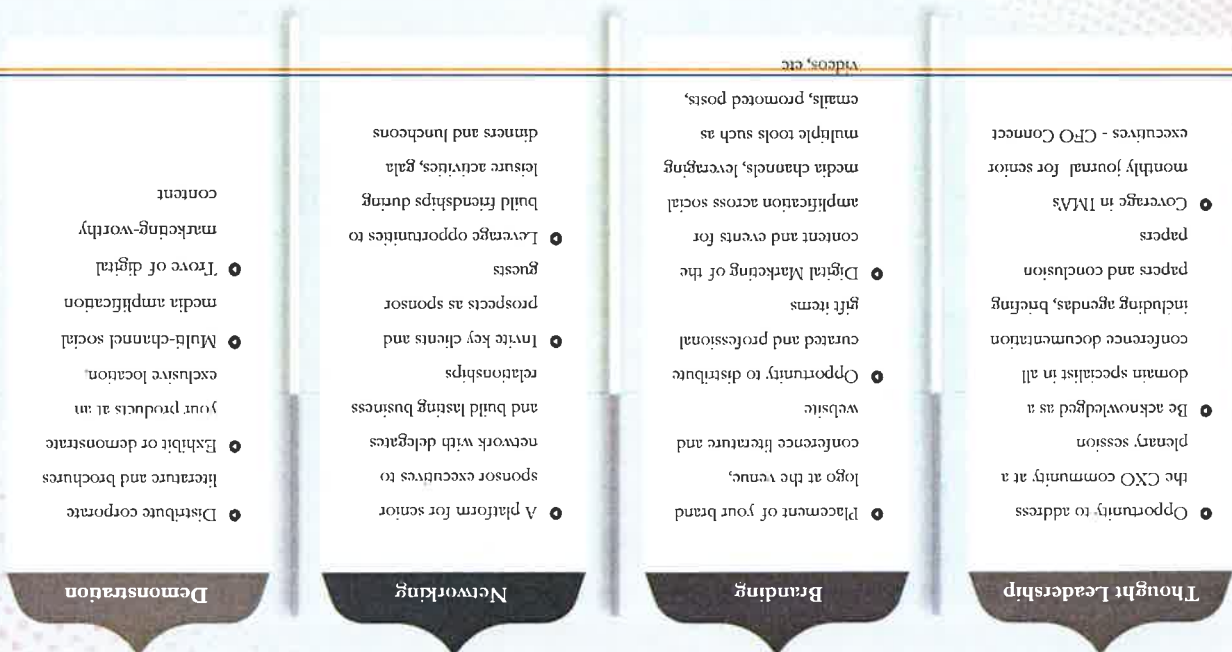 Thought Leadership
Opportunity to address
the CXO community at a
plenary session
Be acknowledged as a
domain specialist in all
conference documentation
including agendas, briefing
papers and conclusion
papers
Coverage in IMA's
monthly journal for senior
executives - CFO Connect
Branding
Placement of your brand
logo at the venue,
conference literature and
website
Opportunity to distribute
curated and professional
gift items
Digital Marketing of the
content and events for
amplification across social
media channels, leveraging
multiple tools such as
emails, promoted posts,
videos, etc
Networking
A platform for senior
sponsor executives to
network with delegates
and build lasting business
relationships
Invite key clients and
prospects as sponsor
guests
Leverage opportunities to
build friendships during
leisure activities, gala
dinners and luncheons
Demonstration
Distribute corporate
literature and brochures
Exhibit or demonstrate
your products at an
exclusive location.
Multi-channel social
media amplification
Trove of digital
marketing-worthy
content